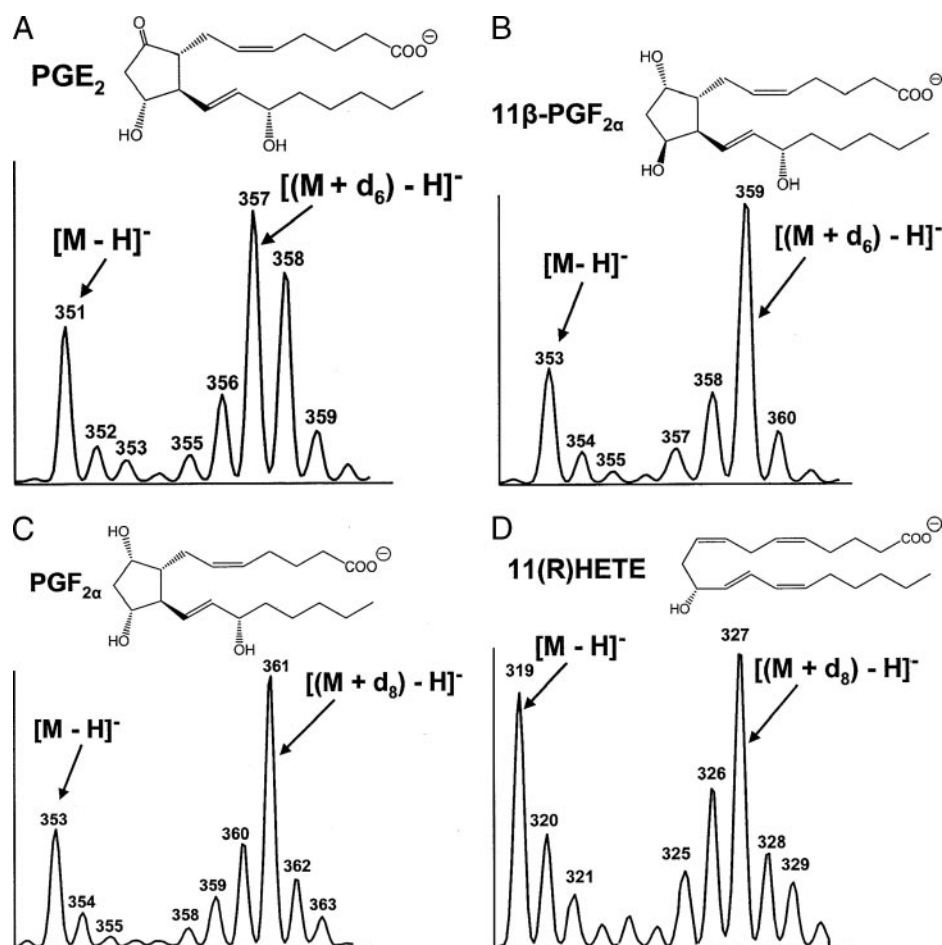 A
O
COO⊖
PGE2
HO
OH
357
[(M + d6) - H]-
[M - H]-
358
351
356
359
352
353
355
B
HO
COO⊖
11β-PGF2α
HO
OH
359
[(M + d6) - H]-
[M- H]-
353
358
360
354
357
355
C
HO
COO⊖
PGF2α
HO
OH
361
[(M + d8) - H]-
[M - H]-
353
360
362
359
354
363
358
355
D
COO⊖
11(R)HETE
HO
327
[M - H]-
319
[(M + d8) - H]-
326
320
328
325
329
321